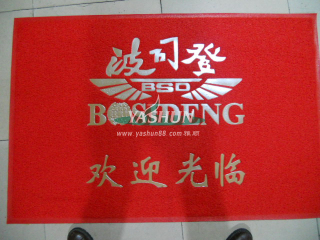 波司登
BSD
BOSIDENG
YASHUN
www.yashun88.com
欢迎光临